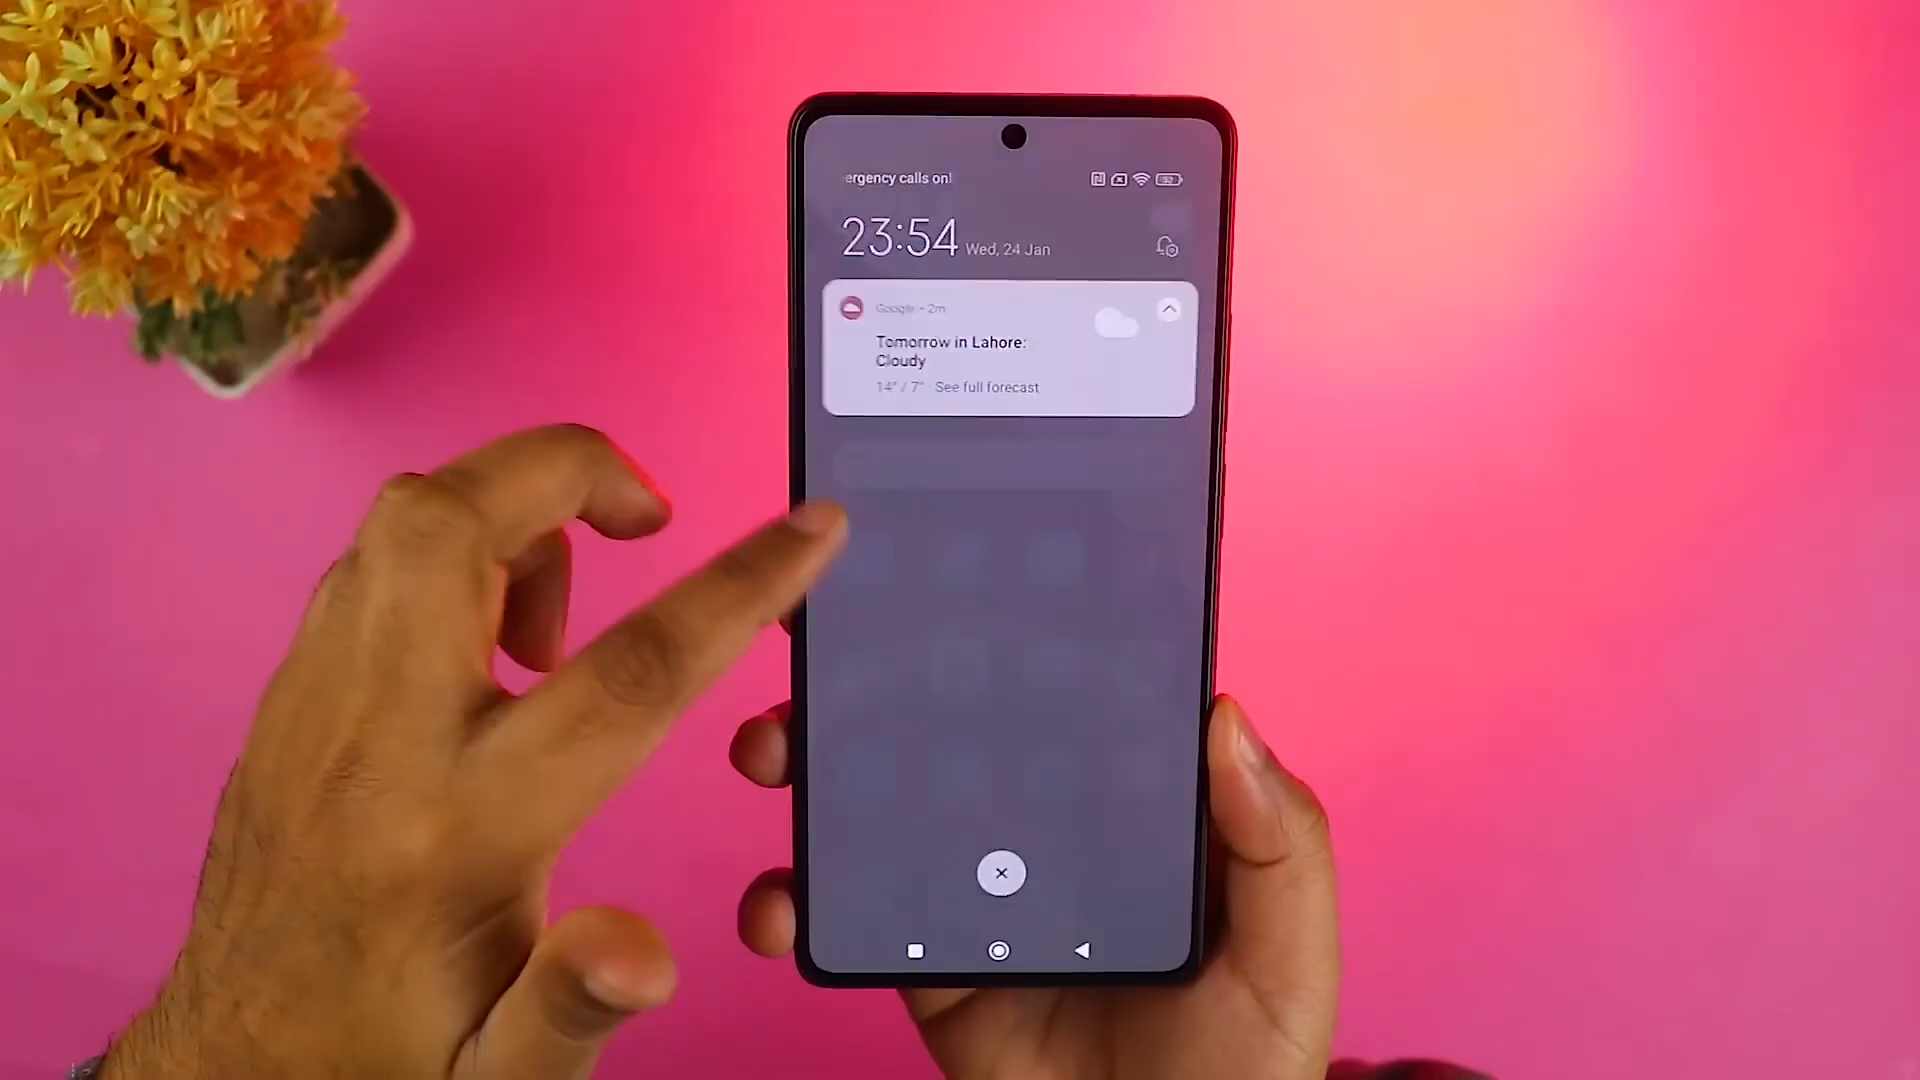 ergency calls onl
92
23:54 Wed, 24 Jan
Google • 2m
Tomorrow in Lahore:
Cloudy
14° / 7° See full forecast